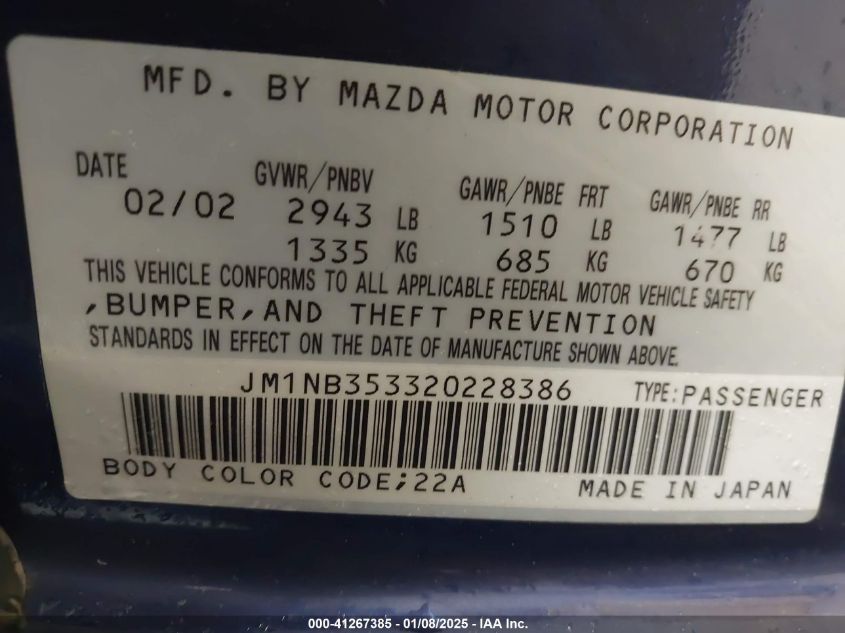 MFD. BY MAZDA MOTOR CORPORATION
DATE GVWR/PNBV GAWR/PNBE FRT GAWR/PNBE RR
02/02 2943 LB 1510 LB 1477 LB
1335 KG 685 KG 670 KG
THIS VEHICLE CONFORMS TO ALL APPLICABLE FEDERAL MOTOR VEHICLE SAFETY
,BUMPER,AND THEFT PREVENTION
STANDARDS IN EFFECT ON THE DATE OF MANUFACTURE SHOWN ABOVE.
JM1NB353320228386 TYPE:PASSENGER
BODY COLOR CODE;22A MADE IN JAPAN
000-41267385 - 01/08/2025 - IAA Inc.